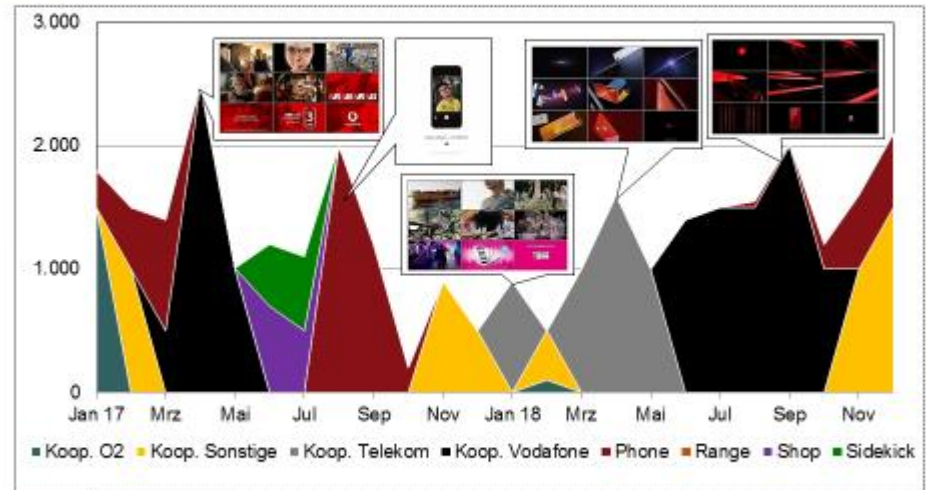 3.000
2.000
1.000
0
Jan 17 Mrz Mai Jul Sep Nov Jan 18 Mrz Mai Jul Sep Nov
Koop. O2 Koop. Sonstige Koop. Telekom Koop. Vodafone Phone Range Shop Sidekick